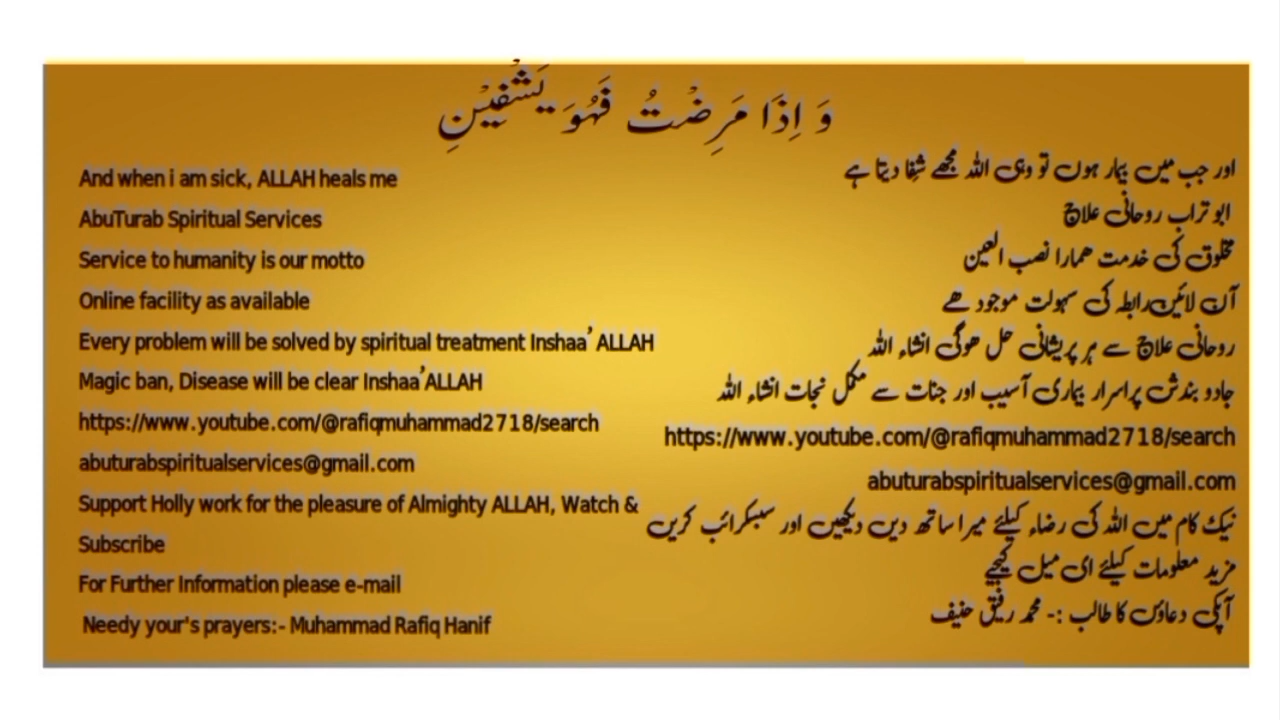 وَ اِذَا مَرِضْتُ فَهُوَ يَشْفِيْنِ
And when i am sick, ALLAH heals me
AbuTurab Spiritual Services
Service to humanity is our motto
Online facility as available
Every problem will be solved by spiritual treatment Inshaa’ ALLAH
Magic ban, Disease will be clear Inshaa’ALLAH
https://www.youtube.com/@rafiqmuhammad2718/search
abuturabspiritualservices@gmail.com
Support Holly work for the pleasure of Almighty ALLAH, Watch &
Subscribe
For Further Information please e-mail
Needy your's prayers:- Muhammad Rafiq Hanif
اور جب میں بیمار ہوں تو وہی اللہ مجھے شِفا دیتا ہے
ابو تراب روحانی علاج
مخلوق کی خدمت ھمارا نصب العین
آن لائین رابطہ کی سہولت موجود ھے
روحانی علاج سے ہر پریشانی حل ھوگی انشاء اللہ
جادو بندش پراسرار بیماری آسیب اور جنات سے مکمل نجات انشاء اللہ
https://www.youtube.com/@rafiqmuhammad2718/search
abuturabspiritualservices@gmail.com
نیک کام میں اللہ کی رضاء کیلئے میرا ساتھ دیں دیکھیں اور سبسکرائب کریں
مزید معلومات کیلئے ای میل کیجیے
آپکی دعاؤں کا طالب :- محمد رفیق حنیف